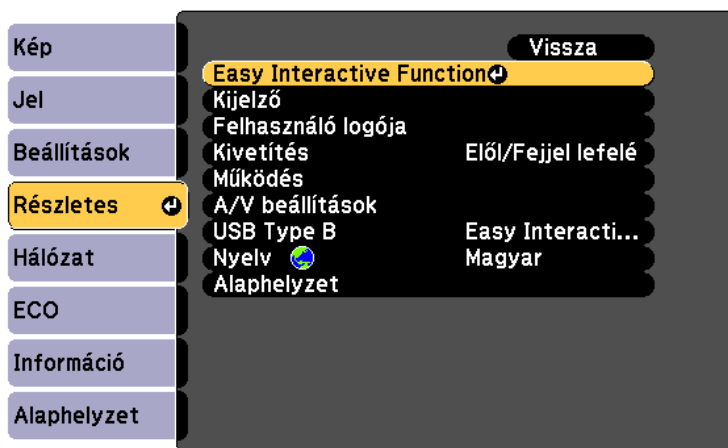 Kép
Jel
Beállítások
Részletes
Hálózat
ECO
Információ
Alaphelyzet
Vissza
Easy Interactive Function
Kijelző
Felhasználó logója
Kivetítés Elől/Fejjel lefelé
Működés
A/V beállítások
USB Type B Easy Interacti...
Nyelv Magyar
Alaphelyzet